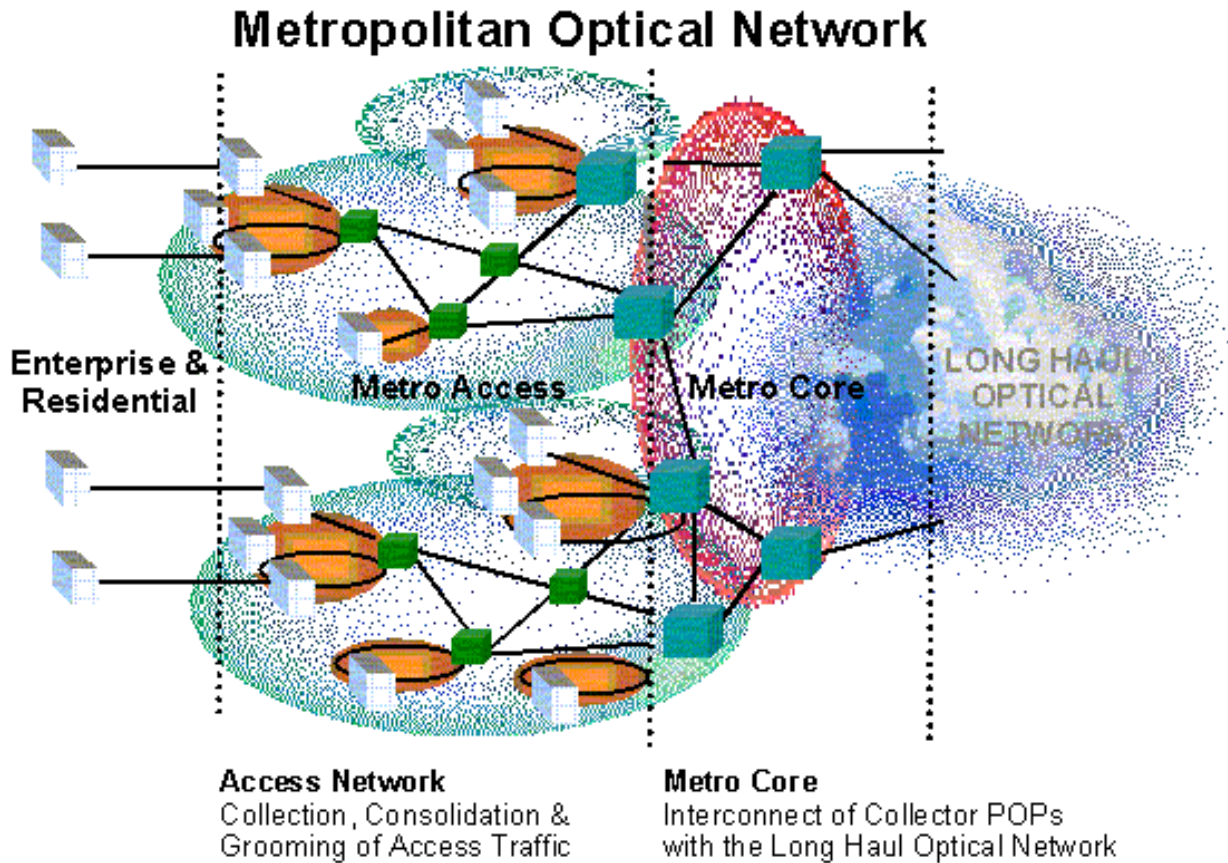 Metropolitan Optical Network
Enterprise &
Residential
Metro Access
Metro Core
LONG HAUL
OPTICAL
NETWORK
Access Network
Collection, Consolidation &
Grooming of Access Traffic
Metro Core
Interconnect of Collector POPs
with the Long Haul Optical Network